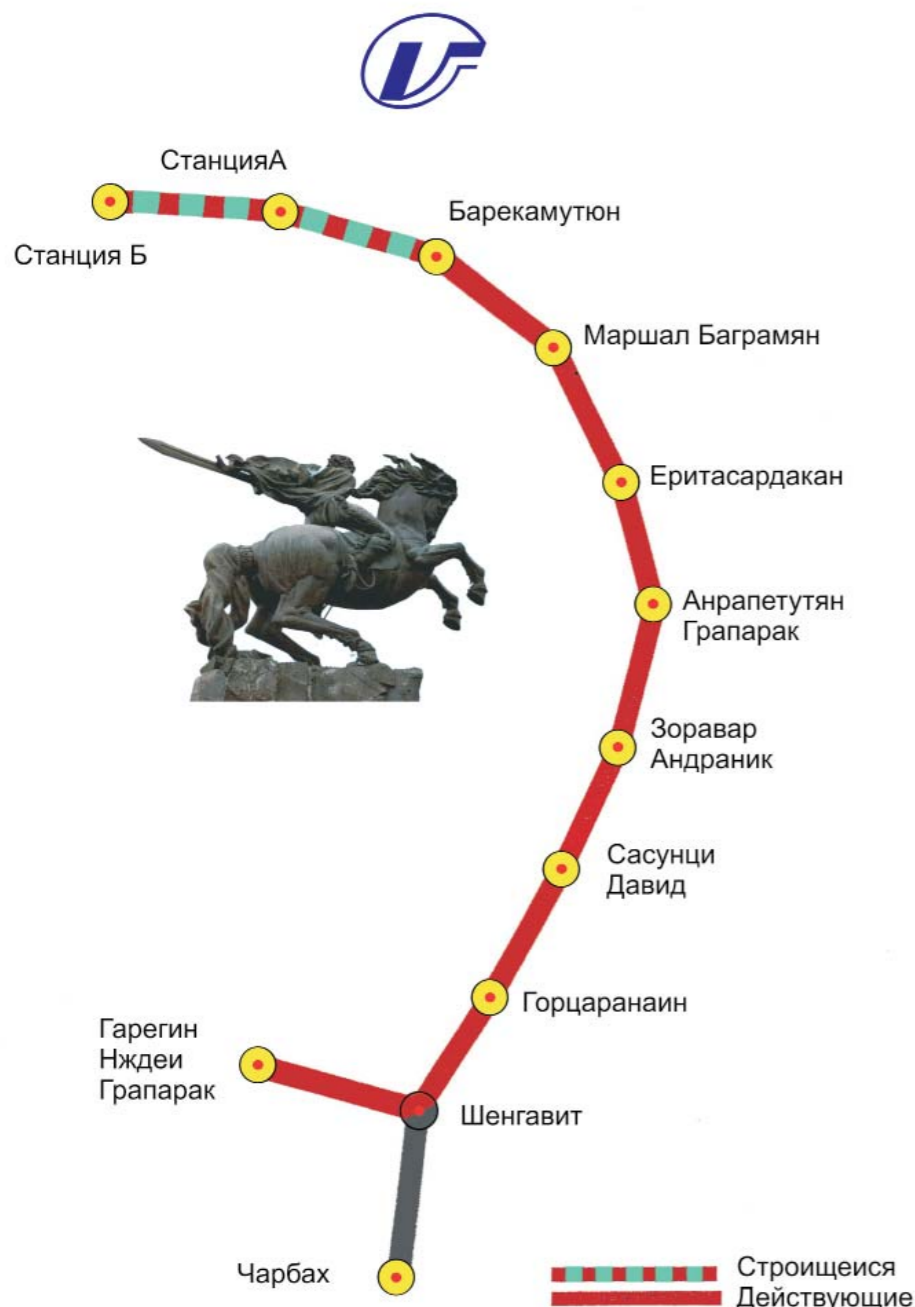 СтанцияА
Барекамутюн
Станция Б
Маршал Баграмян
Еритасардакан
Анрапетутян
Грапарак
Зоравар
Андраник
Сасунци
Давид
Горцаранаин
Гарегин
Нждеи
Грапарак
Шенгавит
Чарбах
Строищеися
Действующие